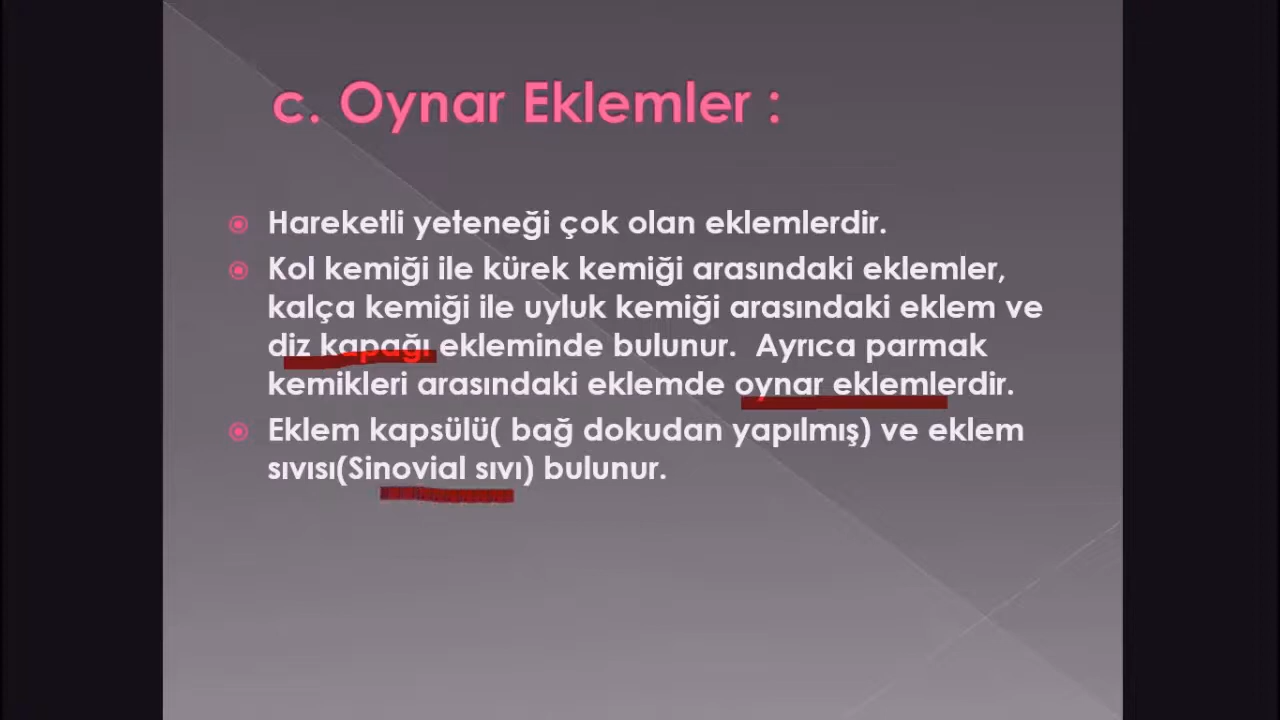 c. Oynar Eklemler :
Hareketli yeteneği çok olan eklemlerdir.
Kol kemiği ile kürek kemiği arasındaki eklemler,
kalça kemiği ile uyluk kemiği arasındaki eklem ve
diz kapağı ekleminde bulunur. Ayrıca parmak
kemikleri arasındaki eklemde oynar eklemlerdir.
Eklem kapsülü( bağ dokudan yapılmış) ve eklem
sıvısı(Sinovial sıvı) bulunur.